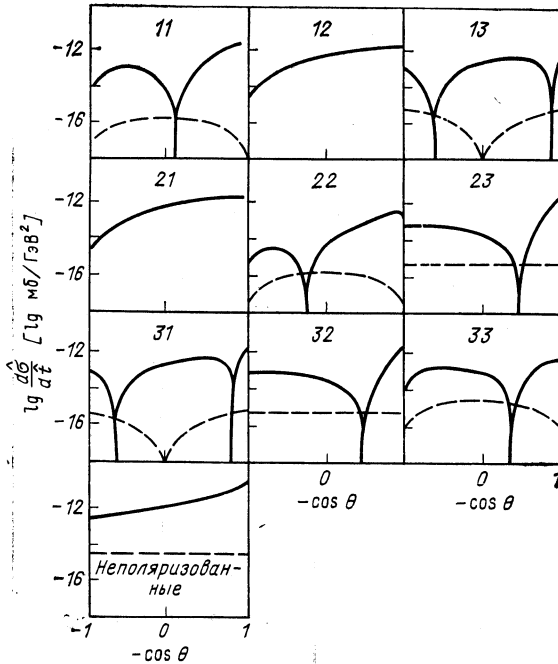 11 12 13
-12
-16
21 22 23
-12
-16
31 32 33
-12
-16
lg dσ̂/dt̂ [lg мб/ГэВ²]
0 0 1
-cos θ -cos θ
-12
Неполяризован-
ные
-16
-1 0 1
-cos θ